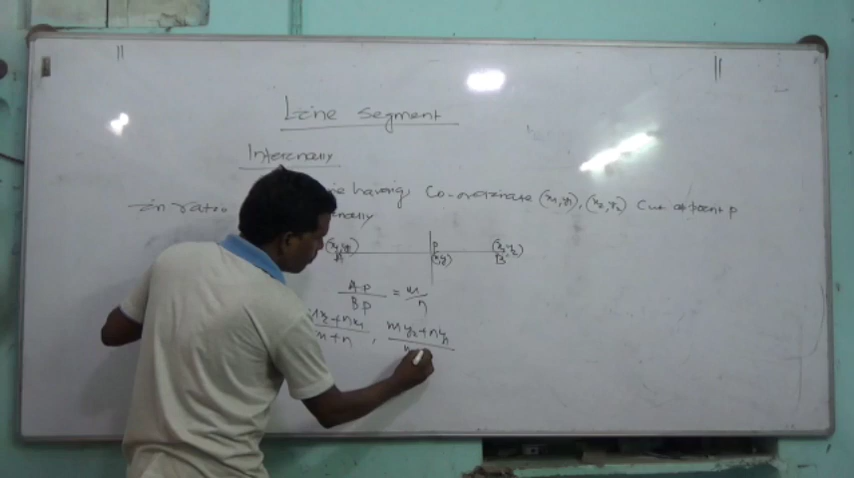 Line Segment
Internally
having Co-ordinate (x1,y1), (x2,y2) Cut at point P
in ratio
(x1,y1) P (x2,y2)
A (x,y) B
AP/BP = m/n
mx2+nx1/m+n , my2+ny1/